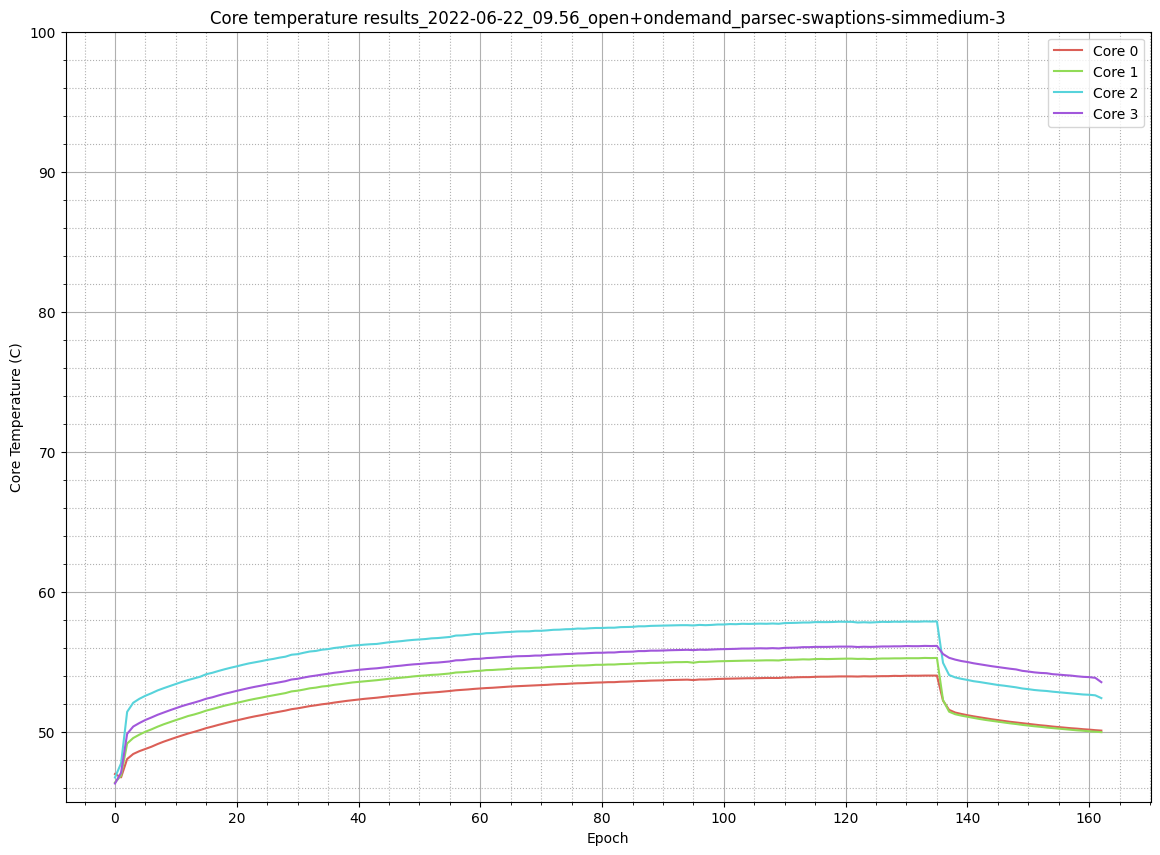 Core temperature results_2022-06-22_09.56_open+ondemand_parsec-swaptions-simmedium-3
100
90
80
70
60
50
Core Temperature (C)
Core 0
Core 1
Core 2
Core 3
0 20 40 60 80 100 120 140 160
Epoch